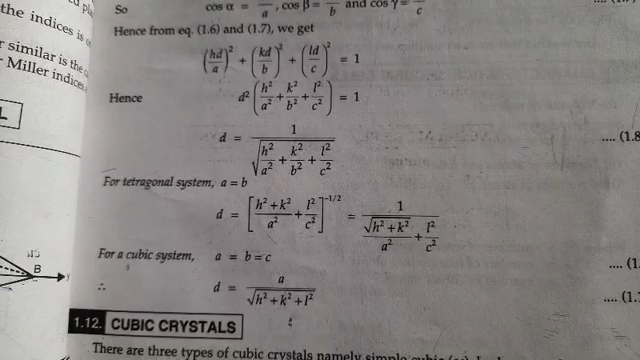 the indices is
So cos α = a , cos β = b and cos γ = c
Hence from eq. (1.6) and (1.7), we get
similar is the
Miller indices
(hd/a)² + (kd/b)² + (ld/c)² = 1
Hence d² (h²/a² + k²/b² + l²/c²) = 1
L
d = 1/√(h²/a² + k²/b² + l²/c²) .... (1.8
For tetragonal system, a = b
d = [(h² + k²)/a² + l²/c²]^(-1/2) = 1/(√(h² + k²)/a² + l²/c²)
For a cubic system, a = b = c .... (1.
B
∴ d = a/√(h² + k² + l²) .... (1.
1.12. CUBIC CRYSTALS
There are three types of cubic crystals namely simple cubic